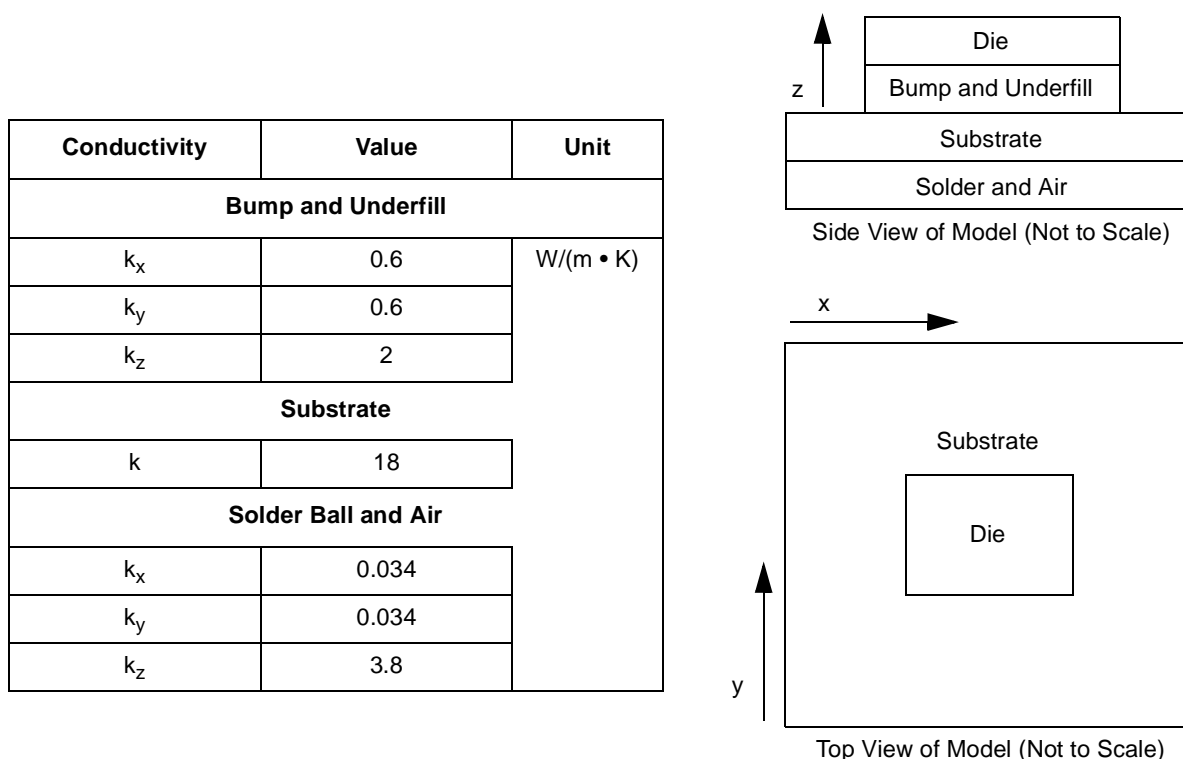 Conductivity Value Unit
Bump and Underfill
kx 0.6 W/(m • K)
ky 0.6
kz 2
Substrate
k 18
Solder Ball and Air
kx 0.034
ky 0.034
kz 3.8
z
Die
Bump and Underfill
Substrate
Solder and Air
Side View of Model (Not to Scale)
x
Substrate
Die
y
Top View of Model (Not to Scale)